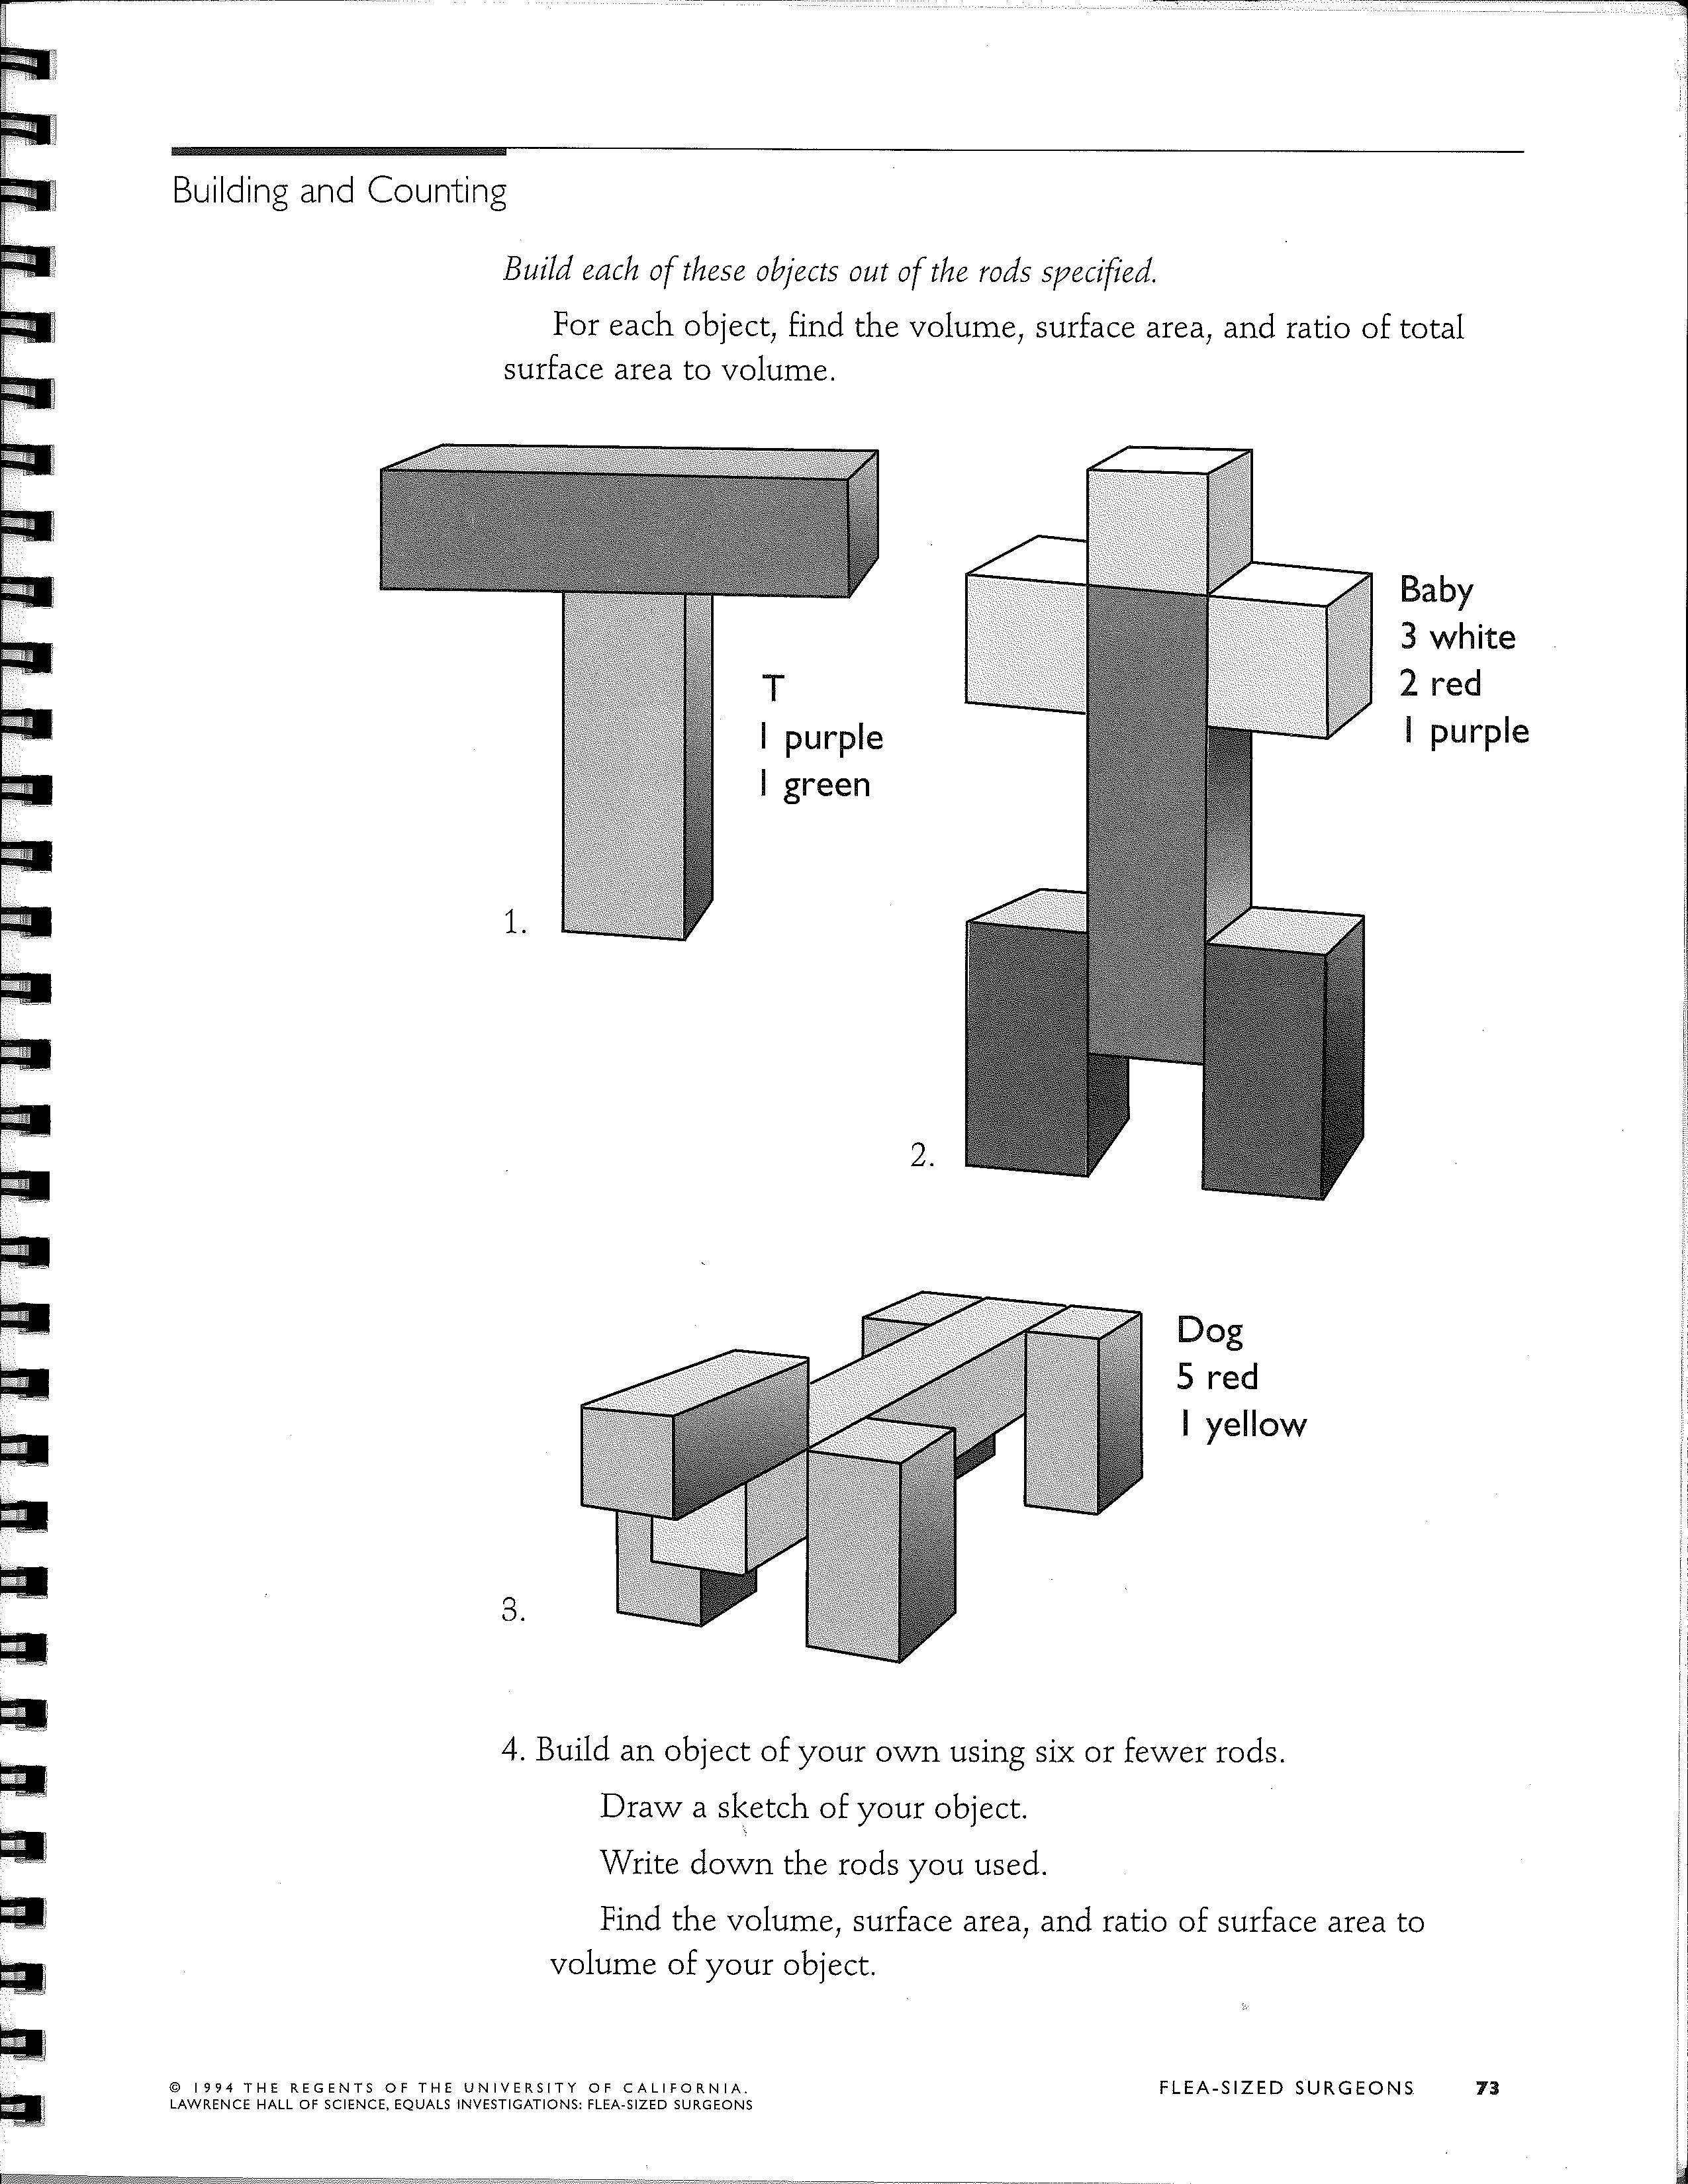 Building and Counting
Build each of these objects out of the rods specified.
For each object, find the volume, surface area, and ratio of total
surface area to volume.
T
1 purple
1 green
1.
Baby
3 white
2 red
1 purple
2.
Dog
5 red
1 yellow
3.
4. Build an object of your own using six or fewer rods.
Draw a sketch of your object.
Write down the rods you used.
Find the volume, surface area, and ratio of surface area to
volume of your object.
© 1994 THE REGENTS OF THE UNIVERSITY OF CALIFORNIA.
LAWRENCE HALL OF SCIENCE, EQUALS INVESTIGATIONS: FLEA-SIZED SURGEONS
FLEA-SIZED SURGEONS 73